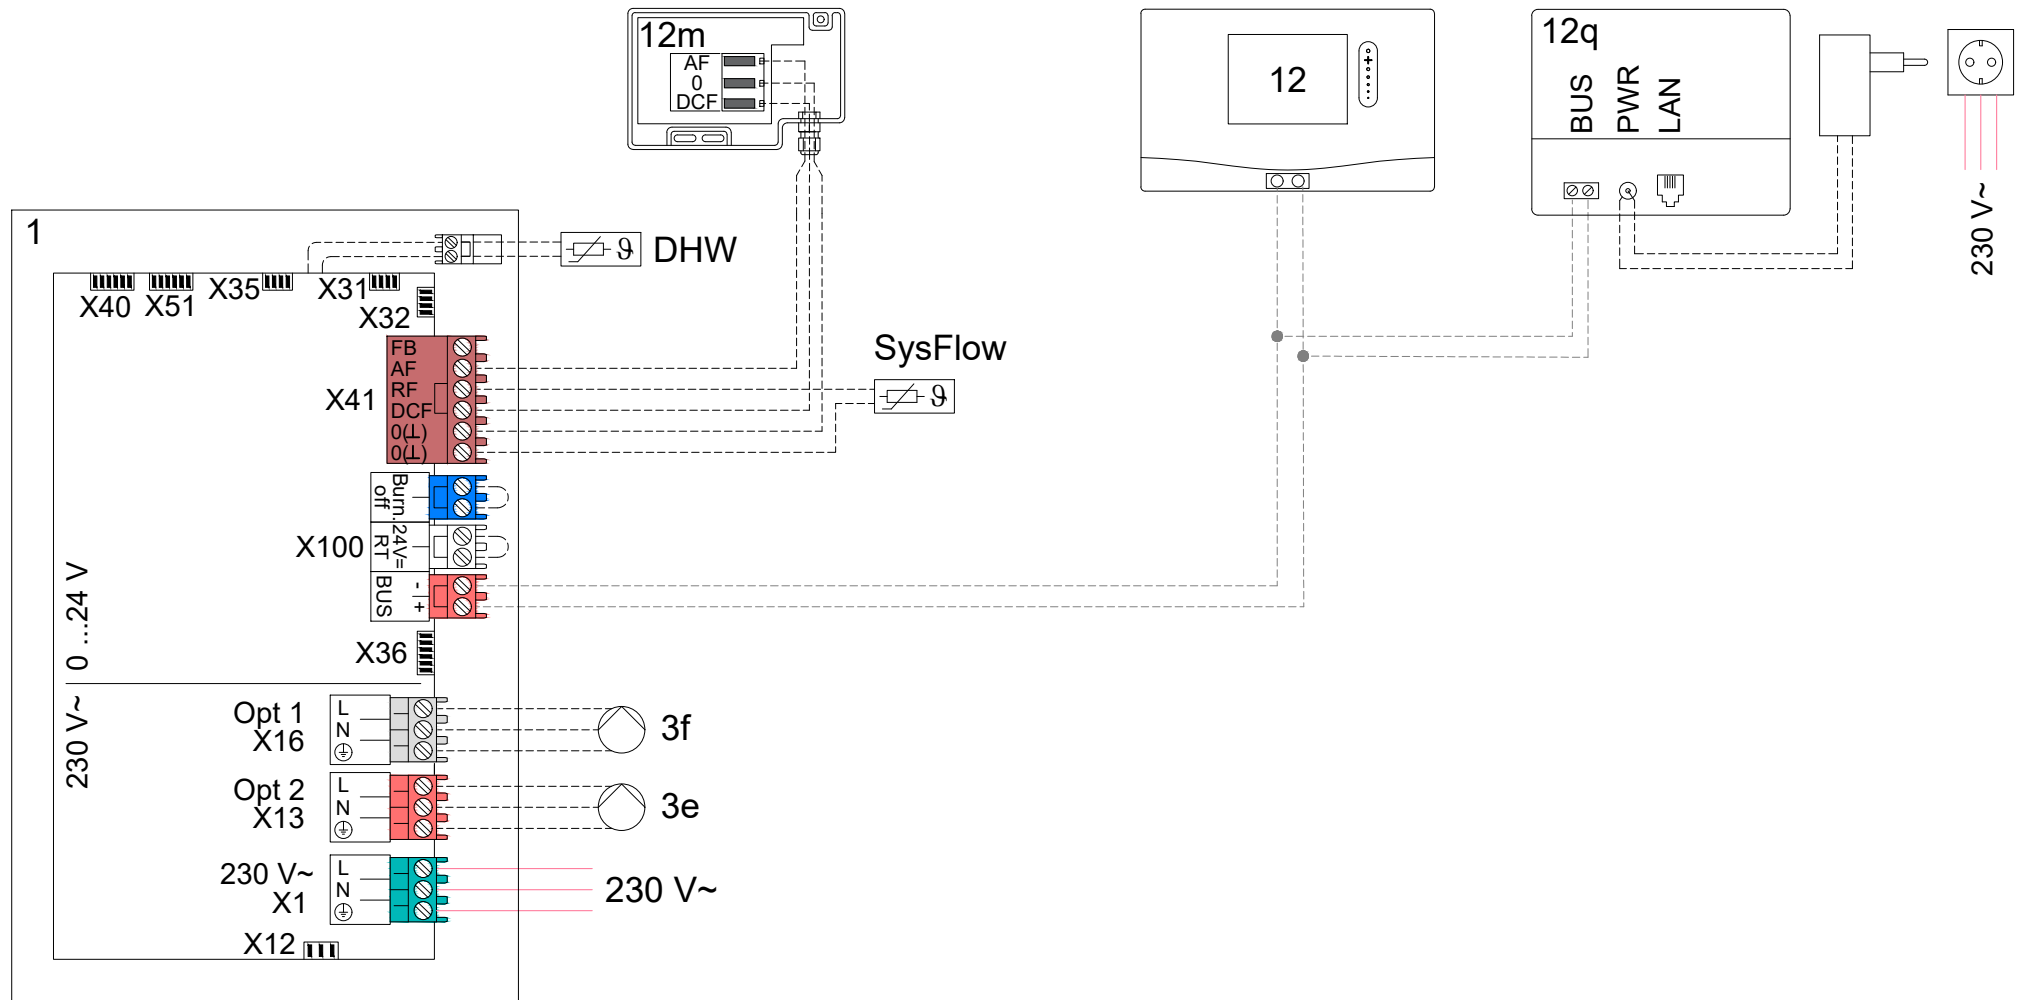 12m
AF
0
DCF
12
12q
BUS
PWR
LAN
230 V~
1
DHW
X40
X51
X35
X31
X32
SysFlow
X41
FB
AF
RF
DCF
0(⊥)
0(⊥)
Burn.
off
X100
24V=
RT
BUS
-
+
0 ...24 V
X36
230 V~
Opt 1
X16
L
N
3f
Opt 2
X13
L
N
3e
230 V~
X1
L
N
230 V~
X12
ϑ
ϑ